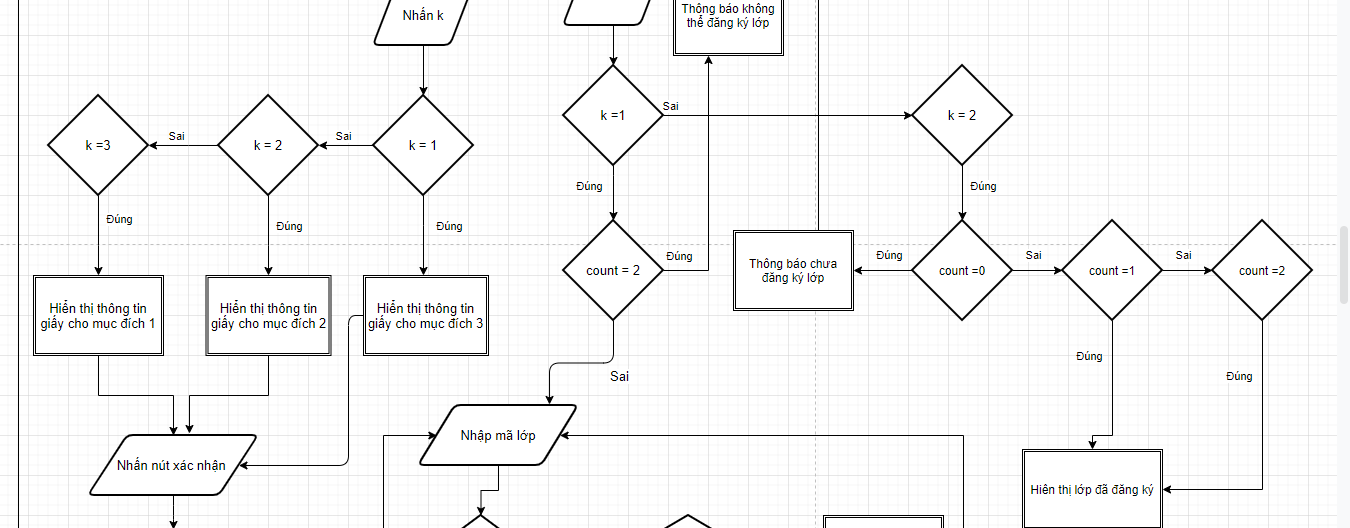 Nhấn k
Thông báo không
thể đăng ký lớp
k =1
Sai
k = 2
k =3
Sai
k = 2
Sai
k = 1
Đúng
Đúng
Đúng
Đúng
Đúng
Hiển thị thông tin
giấy cho mục đích 1
Hiển thị thông tin
giấy cho mục đích 2
Hiển thị thông tin
giấy cho mục đích 3
count = 2
Đúng
Thông báo chưa
đăng ký lớp
Đúng
count =0
Sai
count =1
Sai
count =2
Sai
Đúng
Đúng
Nhập mã lớp
Nhấn nút xác nhận
Hiên thị lớp đã đăng ký